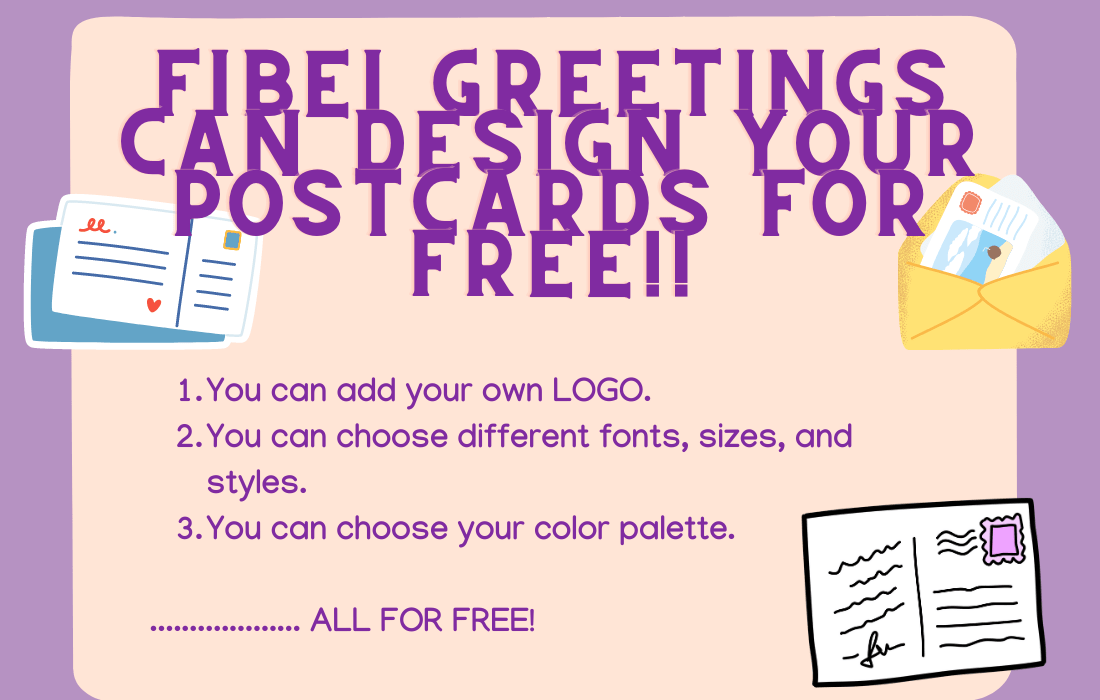 FIBEI GREETINGS
CAN DESIGN YOUR
POSTCARDS FOR
FREE!!
1. You can add your own LOGO.
2. You can choose different fonts, sizes, and
styles.
3. You can choose your color palette.
................... ALL FOR FREE!